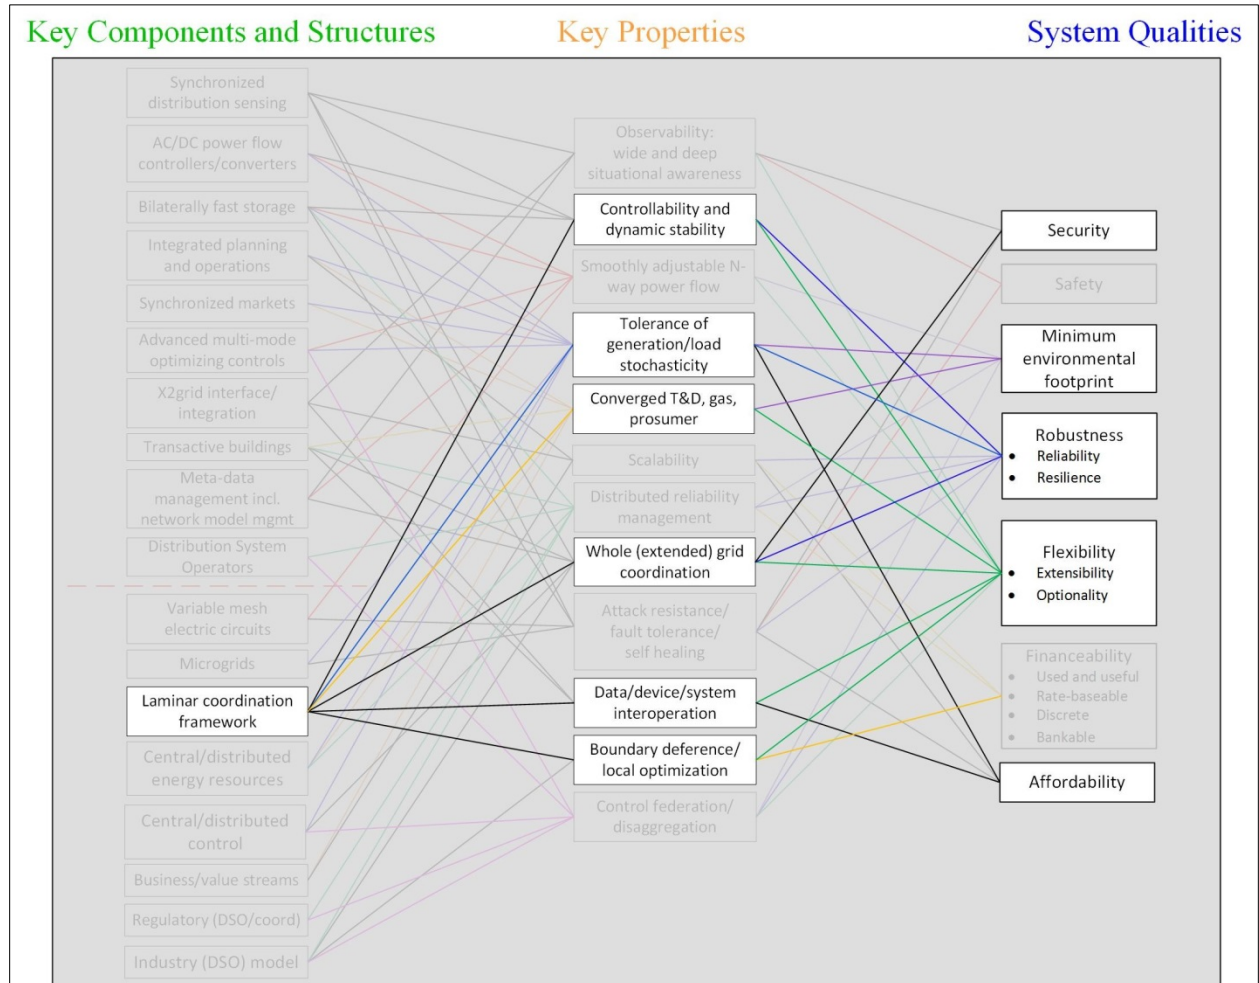 Key Components and Structures
Key Properties
System Qualities
Synchronized
distribution sensing
AC/DC power flow
controllers/converters
Bilaterally fast storage
Integrated planning
and operations
Synchronized markets
Advanced multi-mode
optimizing controls
X2grid interface/
integration
Transactive buildings
Meta-data
management incl.
network model mgmt
Distribution System
Operators
Variable mesh
electric circuits
Microgrids
Laminar coordination
framework
Central/distributed
energy resources
Central/distributed
control
Business/value streams
Regulatory (DSO/coord)
Industry (DSO) model
Observability:
wide and deep
situational awareness
Controllability and
dynamic stability
Smoothly adjustable N-
way power flow
Tolerance of
generation/load
stochasticity
Converged T&D, gas,
prosumer
Scalability
Distributed reliability
management
Whole (extended) grid
coordination
Attack resistance/
fault tolerance/
self healing
Data/device/system
interoperation
Boundary deference/
local optimization
Control federation/
disaggregation
Security
Safety
Minimum
environmental
footprint
Robustness
• Reliability
• Resilience
Flexibility
• Extensibility
• Optionality
Financeability
• Used and useful
• Rate-baseable
• Discrete
• Bankable
Affordability